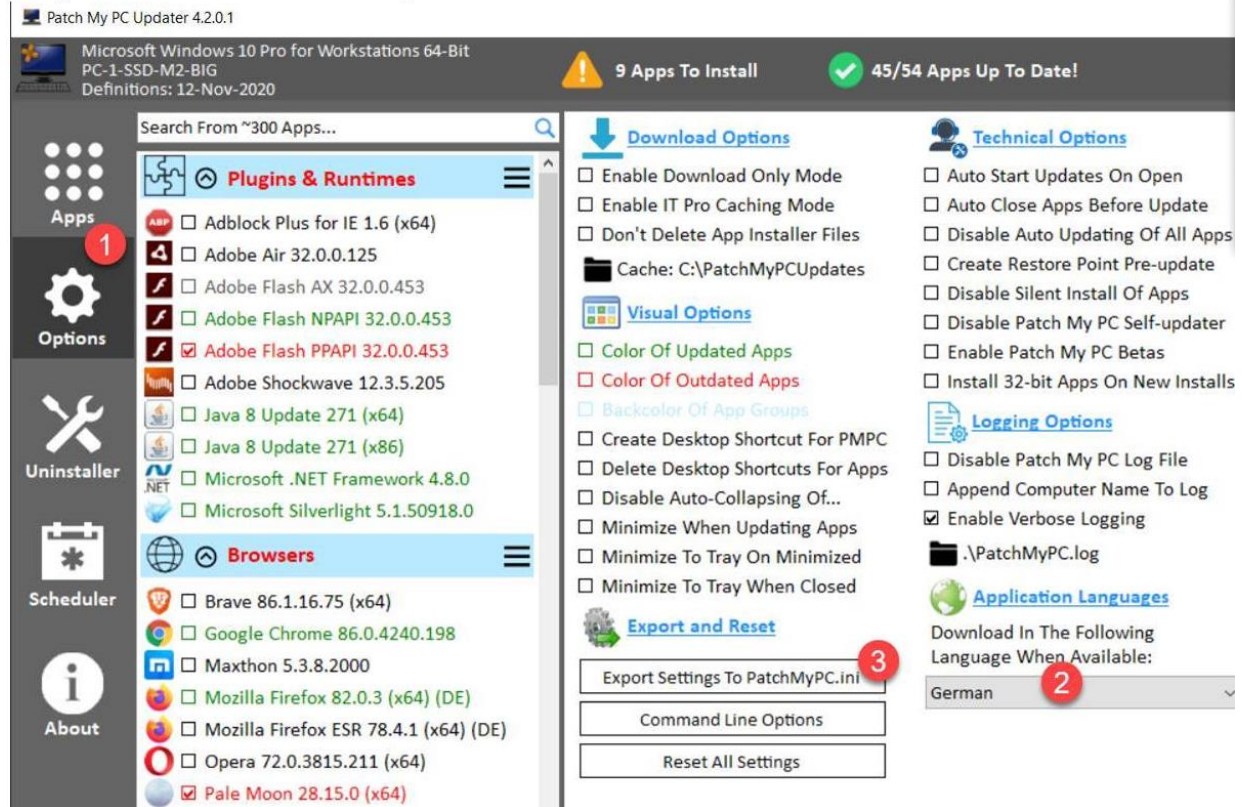 Patch My PC Updater 4.2.0.1
Microsoft Windows 10 Pro for Workstations 64-Bit
PC-1-SSD-M2-BIG
Definitions: 12-Nov-2020
9 Apps To Install
45/54 Apps Up To Date!
Apps
1
Options
Uninstaller
Scheduler
About
Search From ~300 Apps...
Plugins & Runtimes
ABP
Adblock Plus for IE 1.6 (x64)
Adobe Air 32.0.0.125
Adobe Flash AX 32.0.0.453
Adobe Flash NPAPI 32.0.0.453
Adobe Flash PPAPI 32.0.0.453
Adobe Shockwave 12.3.5.205
Java 8 Update 271 (x64)
Java 8 Update 271 (x86)
.NET
Microsoft .NET Framework 4.8.0
Microsoft Silverlight 5.1.50918.0
Browsers
Brave 86.1.16.75 (x64)
Google Chrome 86.0.4240.198
Maxthon 5.3.8.2000
Mozilla Firefox 82.0.3 (x64) (DE)
Mozilla Firefox ESR 78.4.1 (x64) (DE)
Opera 72.0.3815.211 (x64)
Pale Moon 28.15.0 (x64)
Download Options
Enable Download Only Mode
Enable IT Pro Caching Mode
Don't Delete App Installer Files
Cache: C:\PatchMyPCUpdates
Visual Options
Color Of Updated Apps
Color Of Outdated Apps
Backcolor Of App Groups
Create Desktop Shortcut For PMPC
Delete Desktop Shortcuts For Apps
Disable Auto-Collapsing Of...
Minimize When Updating Apps
Minimize To Tray On Minimized
Minimize To Tray When Closed
Export and Reset
3
Export Settings To PatchMyPC.ini
Command Line Options
Reset All Settings
Technical Options
Auto Start Updates On Open
Auto Close Apps Before Update
Disable Auto Updating Of All Apps
Create Restore Point Pre-update
Disable Silent Install Of Apps
Disable Patch My PC Self-updater
Enable Patch My PC Betas
Install 32-bit Apps On New Installs
Logging Options
Disable Patch My PC Log File
Append Computer Name To Log
Enable Verbose Logging
.\PatchMyPC.log
Application Languages
Download In The Following
Language When Available:
German
2